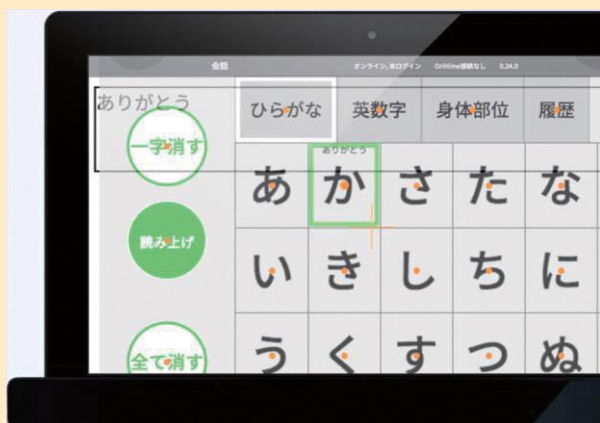 会話 オンライン,未ログイン OriHime接続なし 0.24.0
ありがとう
ひらがな 英数字 身体部位 履歴
一字消す
ありがとう
あ か さ た な
読み上げ
い き し ち に
全て消す
う く す つ ぬ